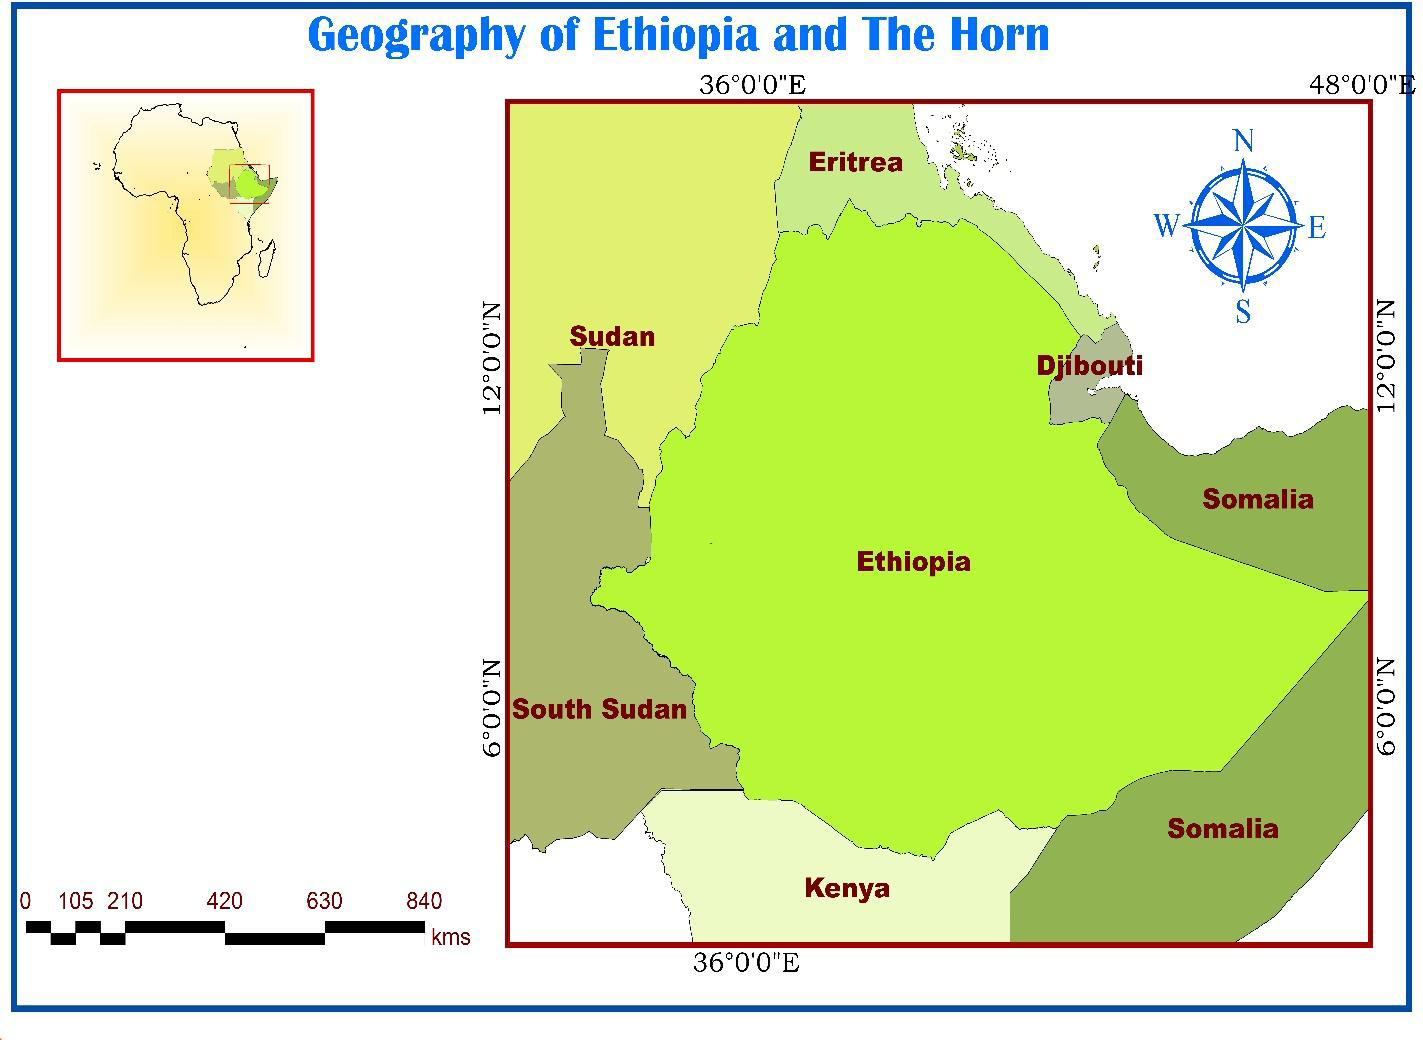 Geography of Ethiopia and The Horn
36°0'0"E
48°0'0"E
N
W
E
S
Eritrea
12°0'0"N
12°0'0"N
Sudan
Djibouti
Somalia
Ethiopia
6°0'0"N
6°0'0"N
South Sudan
Somalia
Kenya
0 105 210 420 630 840
kms
36°0'0"E